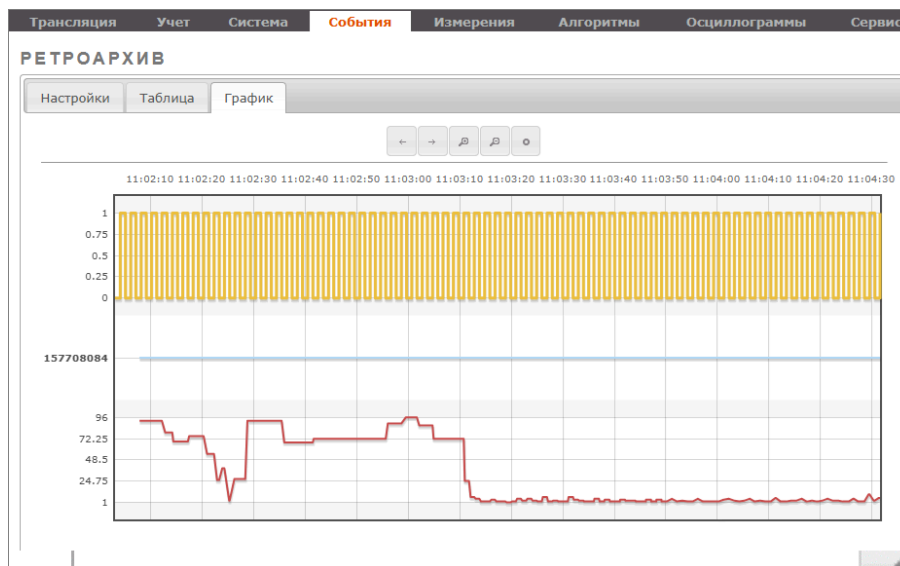 Трансляция Учет Система События Измерения Алгоритмы Осциллограммы Сервис
РЕТРОАРХИВ
Настройки Таблица График
11:02:10 11:02:20 11:02:30 11:02:40 11:02:50 11:03:00 11:03:10 11:03:20 11:03:30 11:03:40 11:03:50 11:04:00 11:04:10 11:04:20 11:04:30
1
0.75
0.5
0.25
0
157708084
96
72.25
48.5
24.75
1